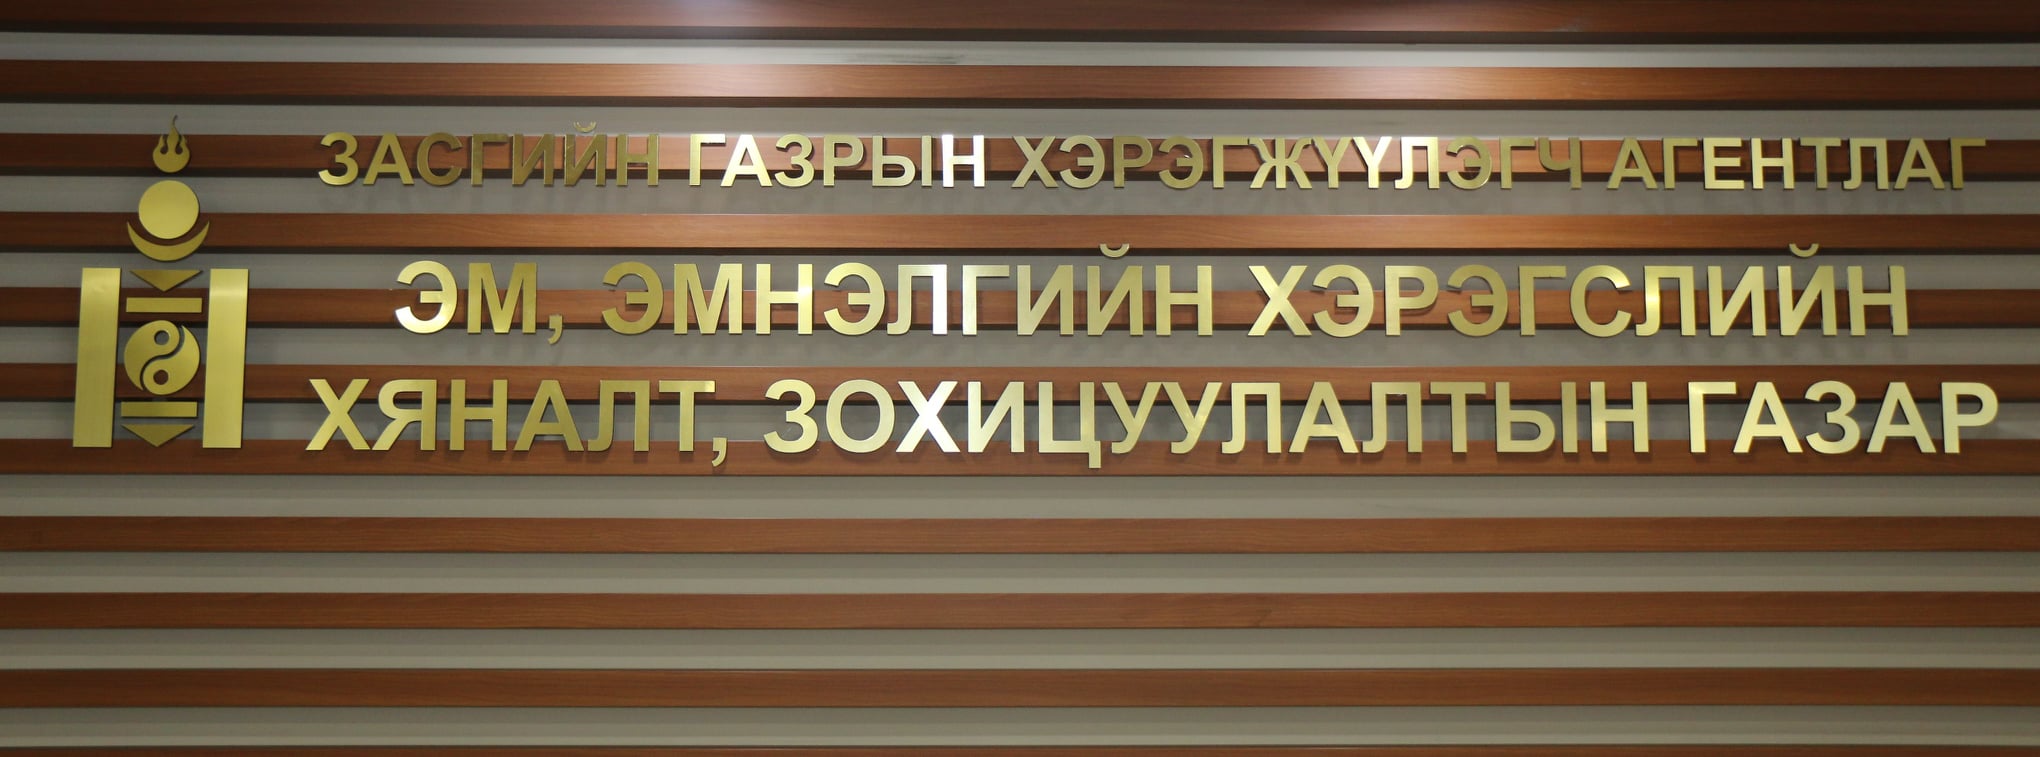 ЗАСГИЙН ГАЗРЫН ХЭРЭГЖҮҮЛЭГЧ АГЕНТЛАГ
ЭМ, ЭМНЭЛГИЙН ХЭРЭГСЛИЙН
ХЯНАЛТ, ЗОХИЦУУЛАЛТЫН ГАЗАР